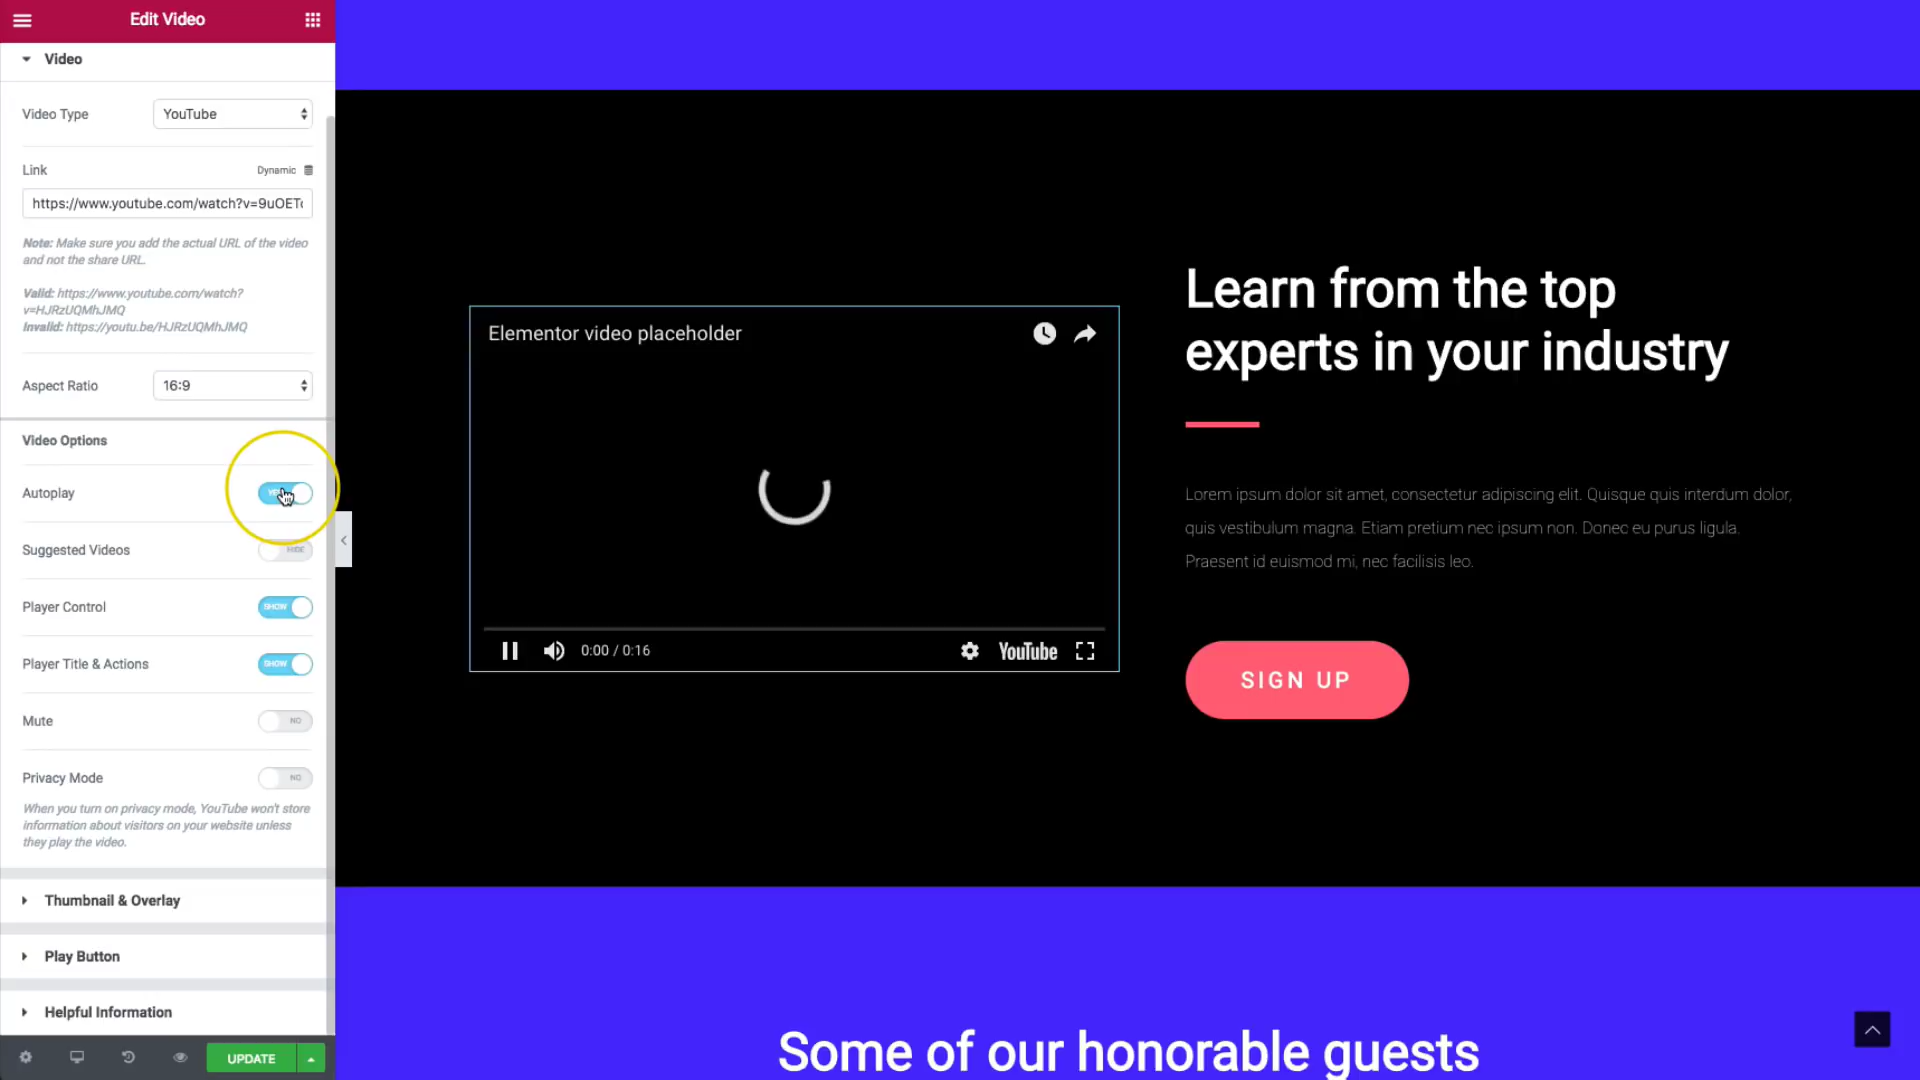 Edit Video
Video
Video Type
YouTube
Link
Dynamic
https://www.youtube.com/watch?v=9uOETc
Note: Make sure you add the actual URL of the video
and not the share URL.
Valid: https://www.youtube.com/watch?
v=HJRzUQMhJMQ
Invalid: https://youtu.be/HJRzUQMhJMQ
Aspect Ratio
16:9
Video Options
Autoplay
Suggested Videos
HIDE
Player Control
SHOW
Player Title & Actions
SHOW
Mute
NO
Privacy Mode
NO
When you turn on privacy mode, YouTube won't store
information about visitors on your website unless
they play the video.
Thumbnail & Overlay
Play Button
Helpful Information
UPDATE
Elementor video placeholder
0:00 / 0:16
YouTube
Learn from the top
experts in your industry
Lorem ipsum dolor sit amet, consectetur adipiscing elit. Quisque quis interdum dolor,
quis vestibulum magna. Etiam pretium nec ipsum non. Donec eu purus ligula.
Praesent id euismod mi, nec facilisis leo.
SIGN UP
Some of our honorable guests